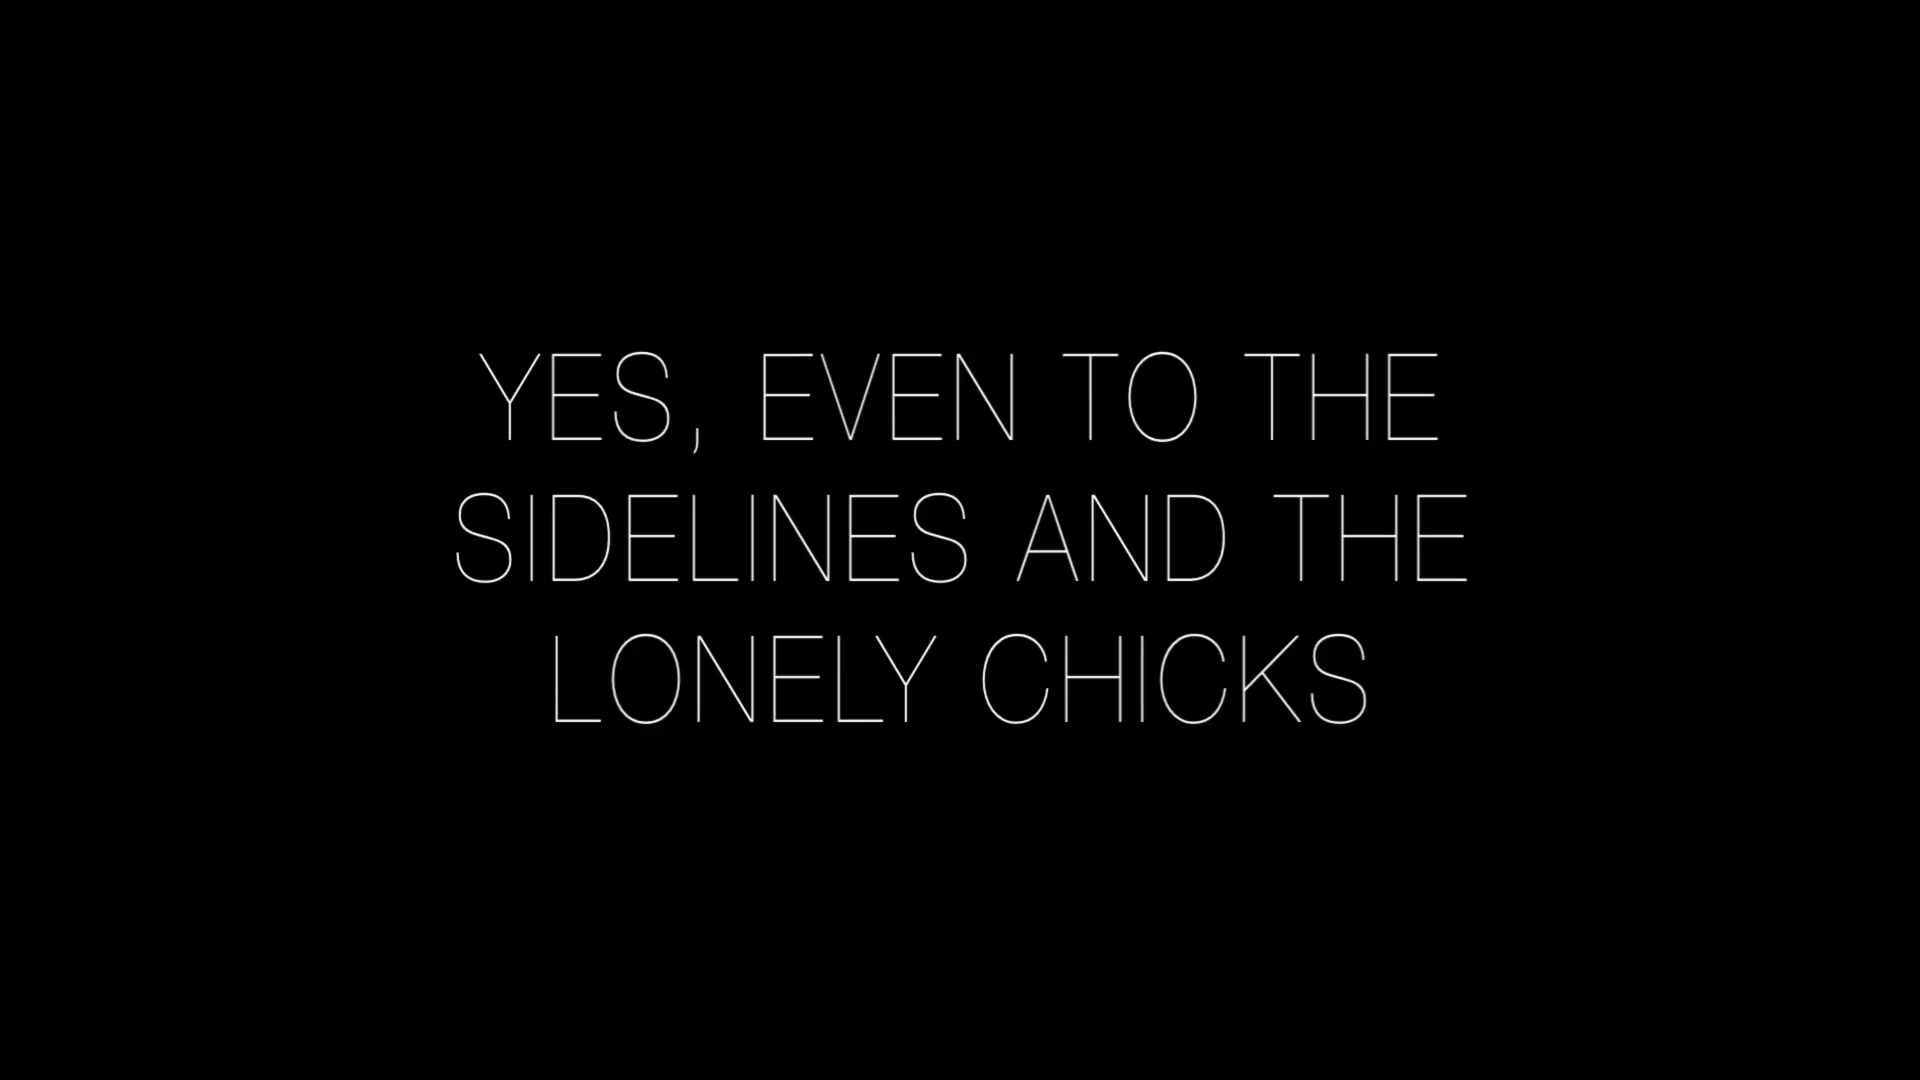 YES, EVEN TO THE
SIDELINES AND THE
LONELY CHICKS